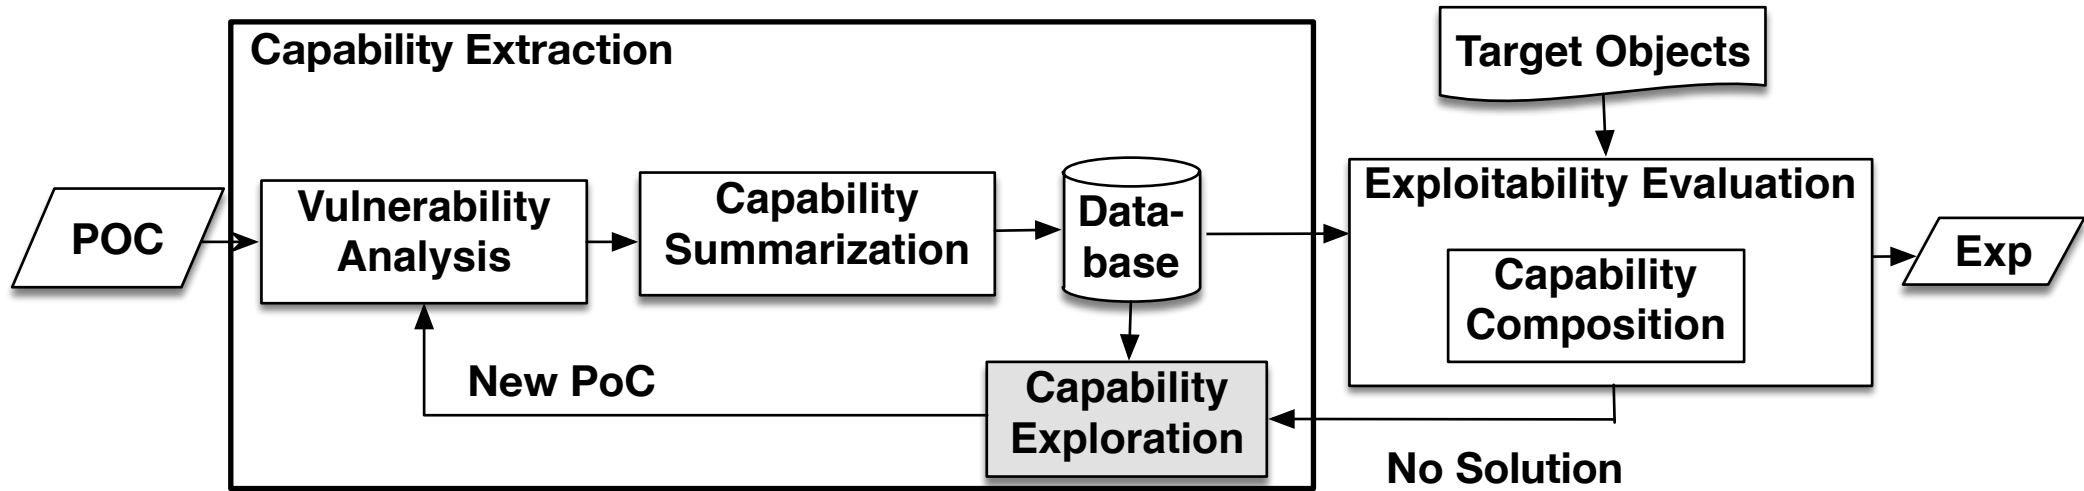 Capability Extraction
Target Objects
POC
Vulnerability
Analysis
Capability
Summarization
Data-
base
Exploitability Evaluation
Capability
Composition
Exp
New PoC
Capability
Exploration
No Solution